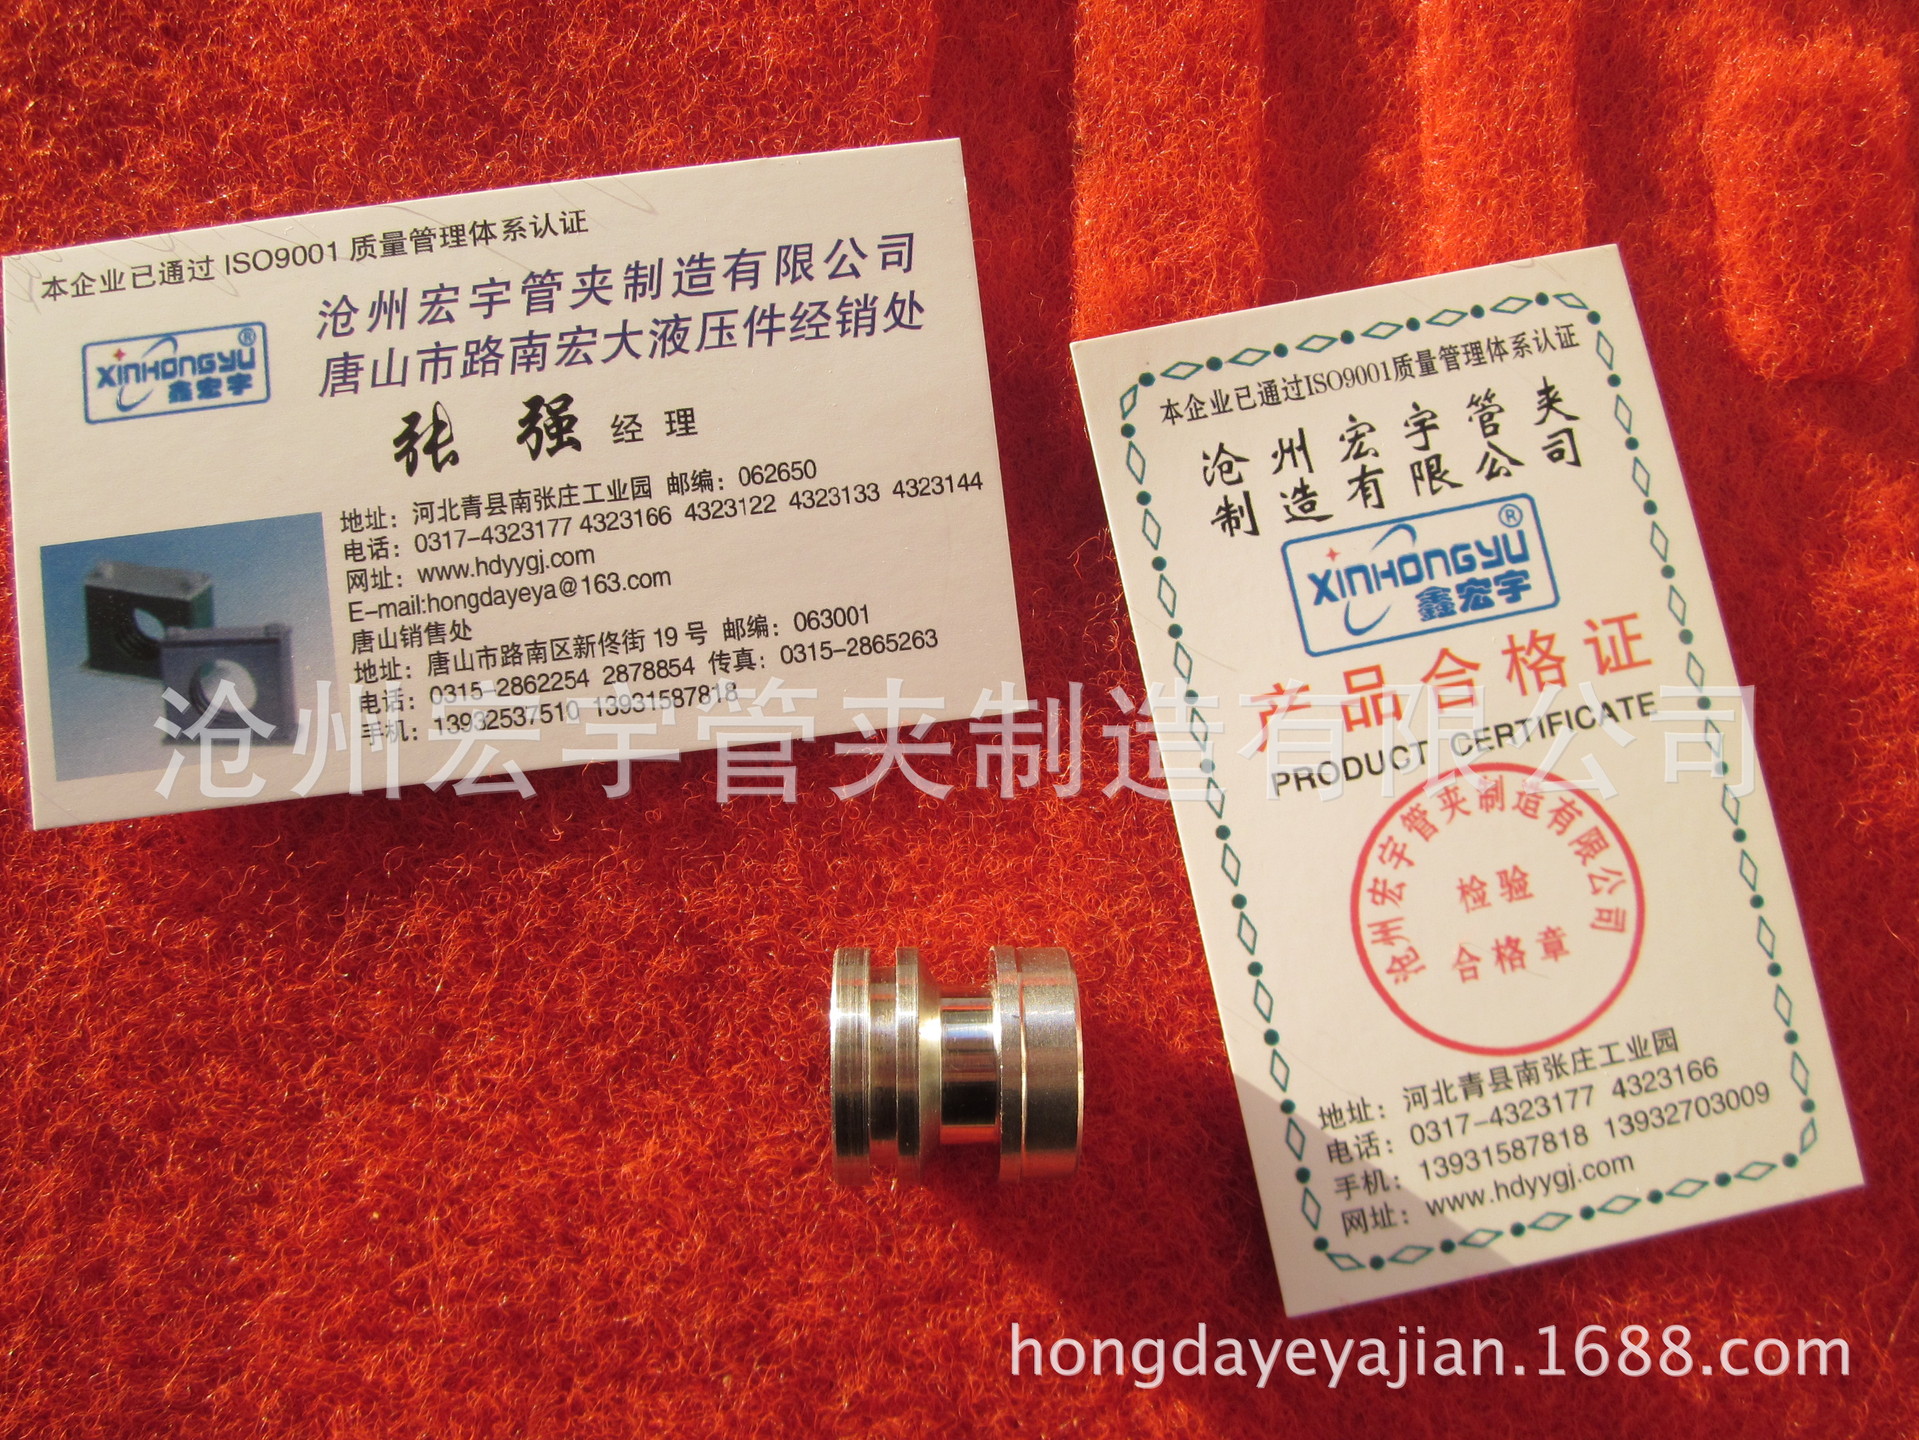 本企业已通过 ISO9001 质量管理体系认证
沧州宏宇管夹制造有限公司
唐山市路南宏大液压件经销处
XINHONGYU®
鑫宏宇
张 强 经 理
地址：河北青县南张庄工业园 邮编：062650
电话：0317-4323177 4323166 4323122 4323133 4323144
网址：www.hdyygj.com
E-mail:hongdayeya@163.com
唐山销售处
地址：唐山市路南区新佟街 19 号 邮编：063001
电话：0315-2862254 2878854 传真：0315-2865263
手机：13932537510 13931587818
本企业已通过ISO9001质量管理体系认证
沧州宏宇管夹
制造有限公司
XINHONGYU®
鑫宏宇
产品合格证
PRODUCT CERTIFICATE
沧州宏宇管夹制造有限公司
检验
合格章
地址：河北青县南张庄工业园
电话：0317-4323177 4323166
手机：13931587818 13932703009
网址：www.hdyygj.com
沧州宏宇管夹制造有限公司
hongdayeyajian.1688.com